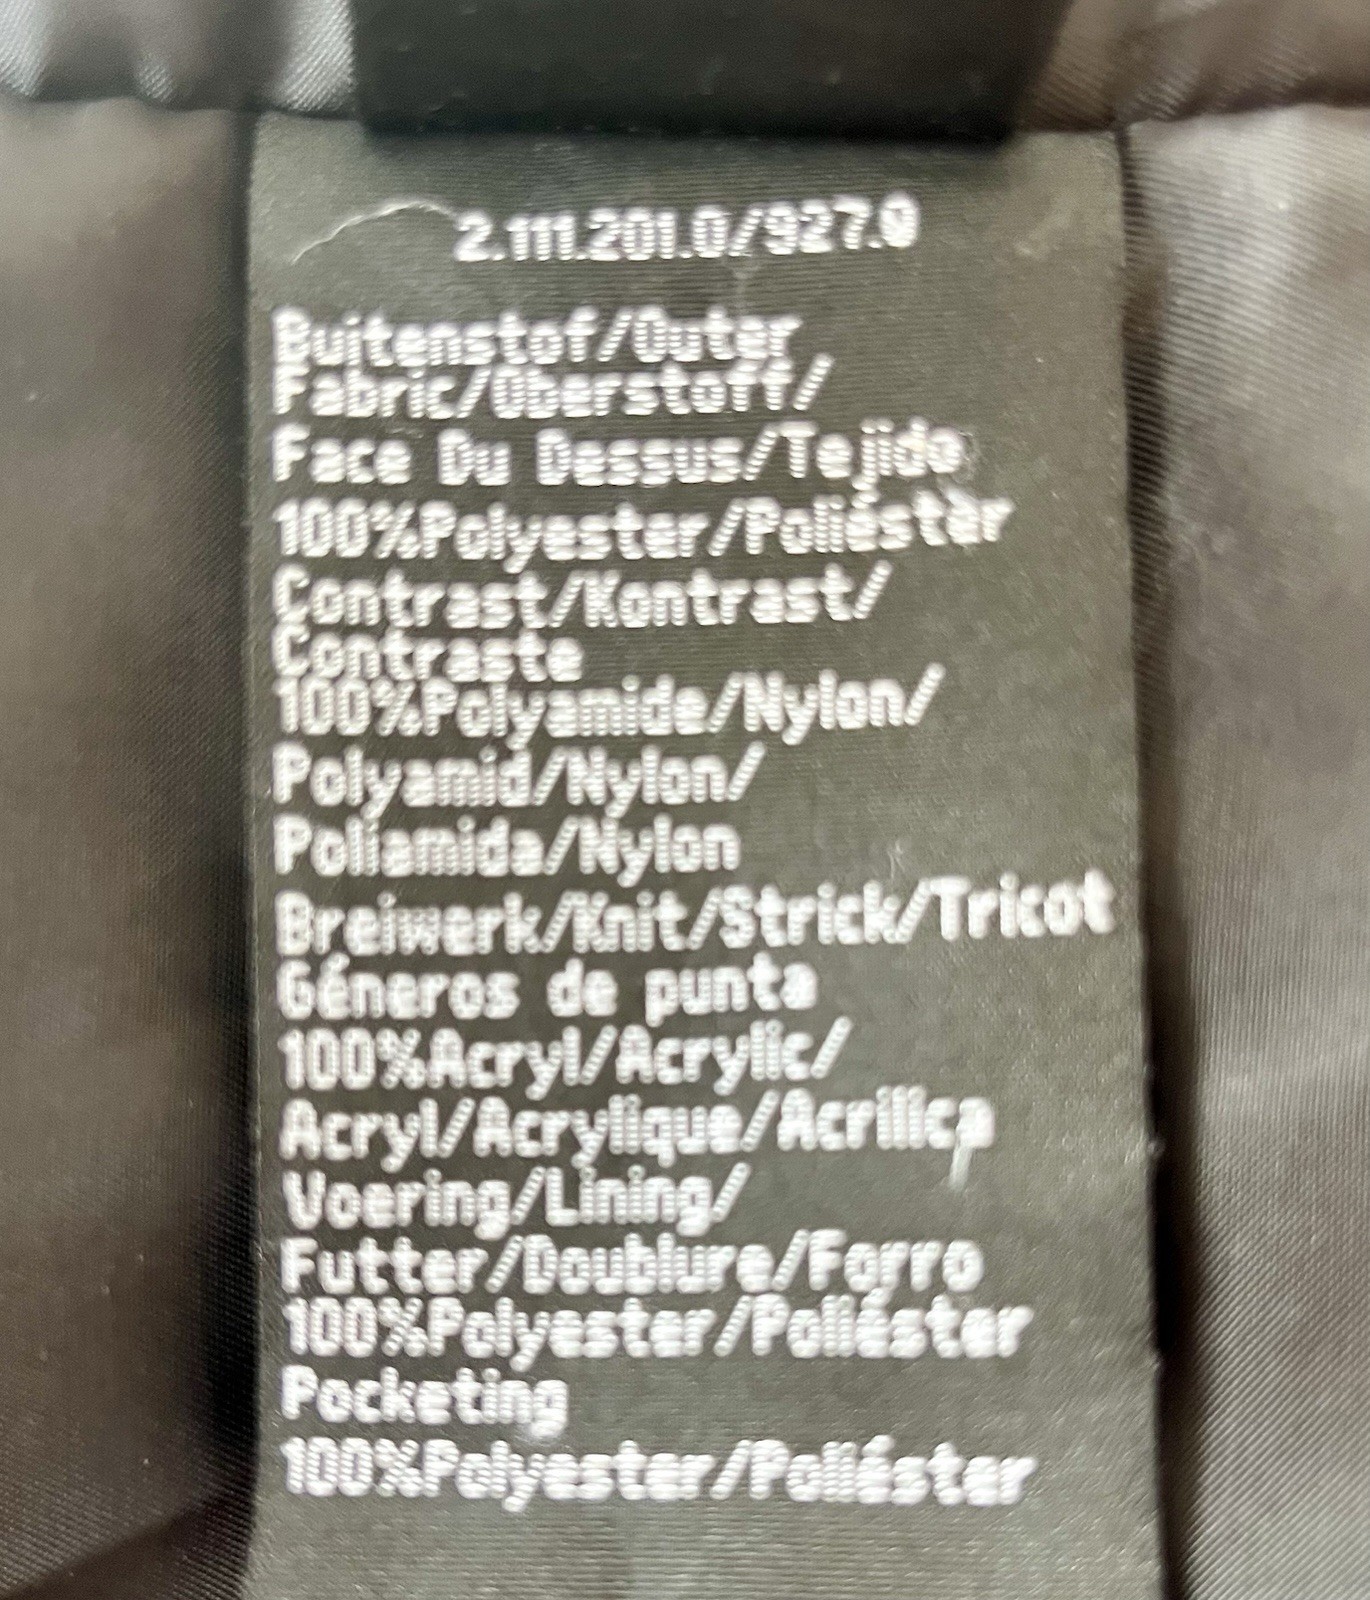 2.111.201.0/927.0
Buitenstof/Outer
Fabric/Oberstoff/
Face Du Dessus/Tejido
100%Polyester/Poliéster
Contrast/Kontrast/
Contraste
100%Polyamide/Nylon/
Polyamid/Nylon/
Poliamida/Nylon
Breiwerk/Knit/Strick/Tricot
Géneros de punta
100%Acryl/Acrylic/
Acryl/Acrylique/Acrilica
Voering/Lining/
Futter/Doublure/Forro
100%Polyester/Poliéster
Pocketing
100%Polyester/Poliéster